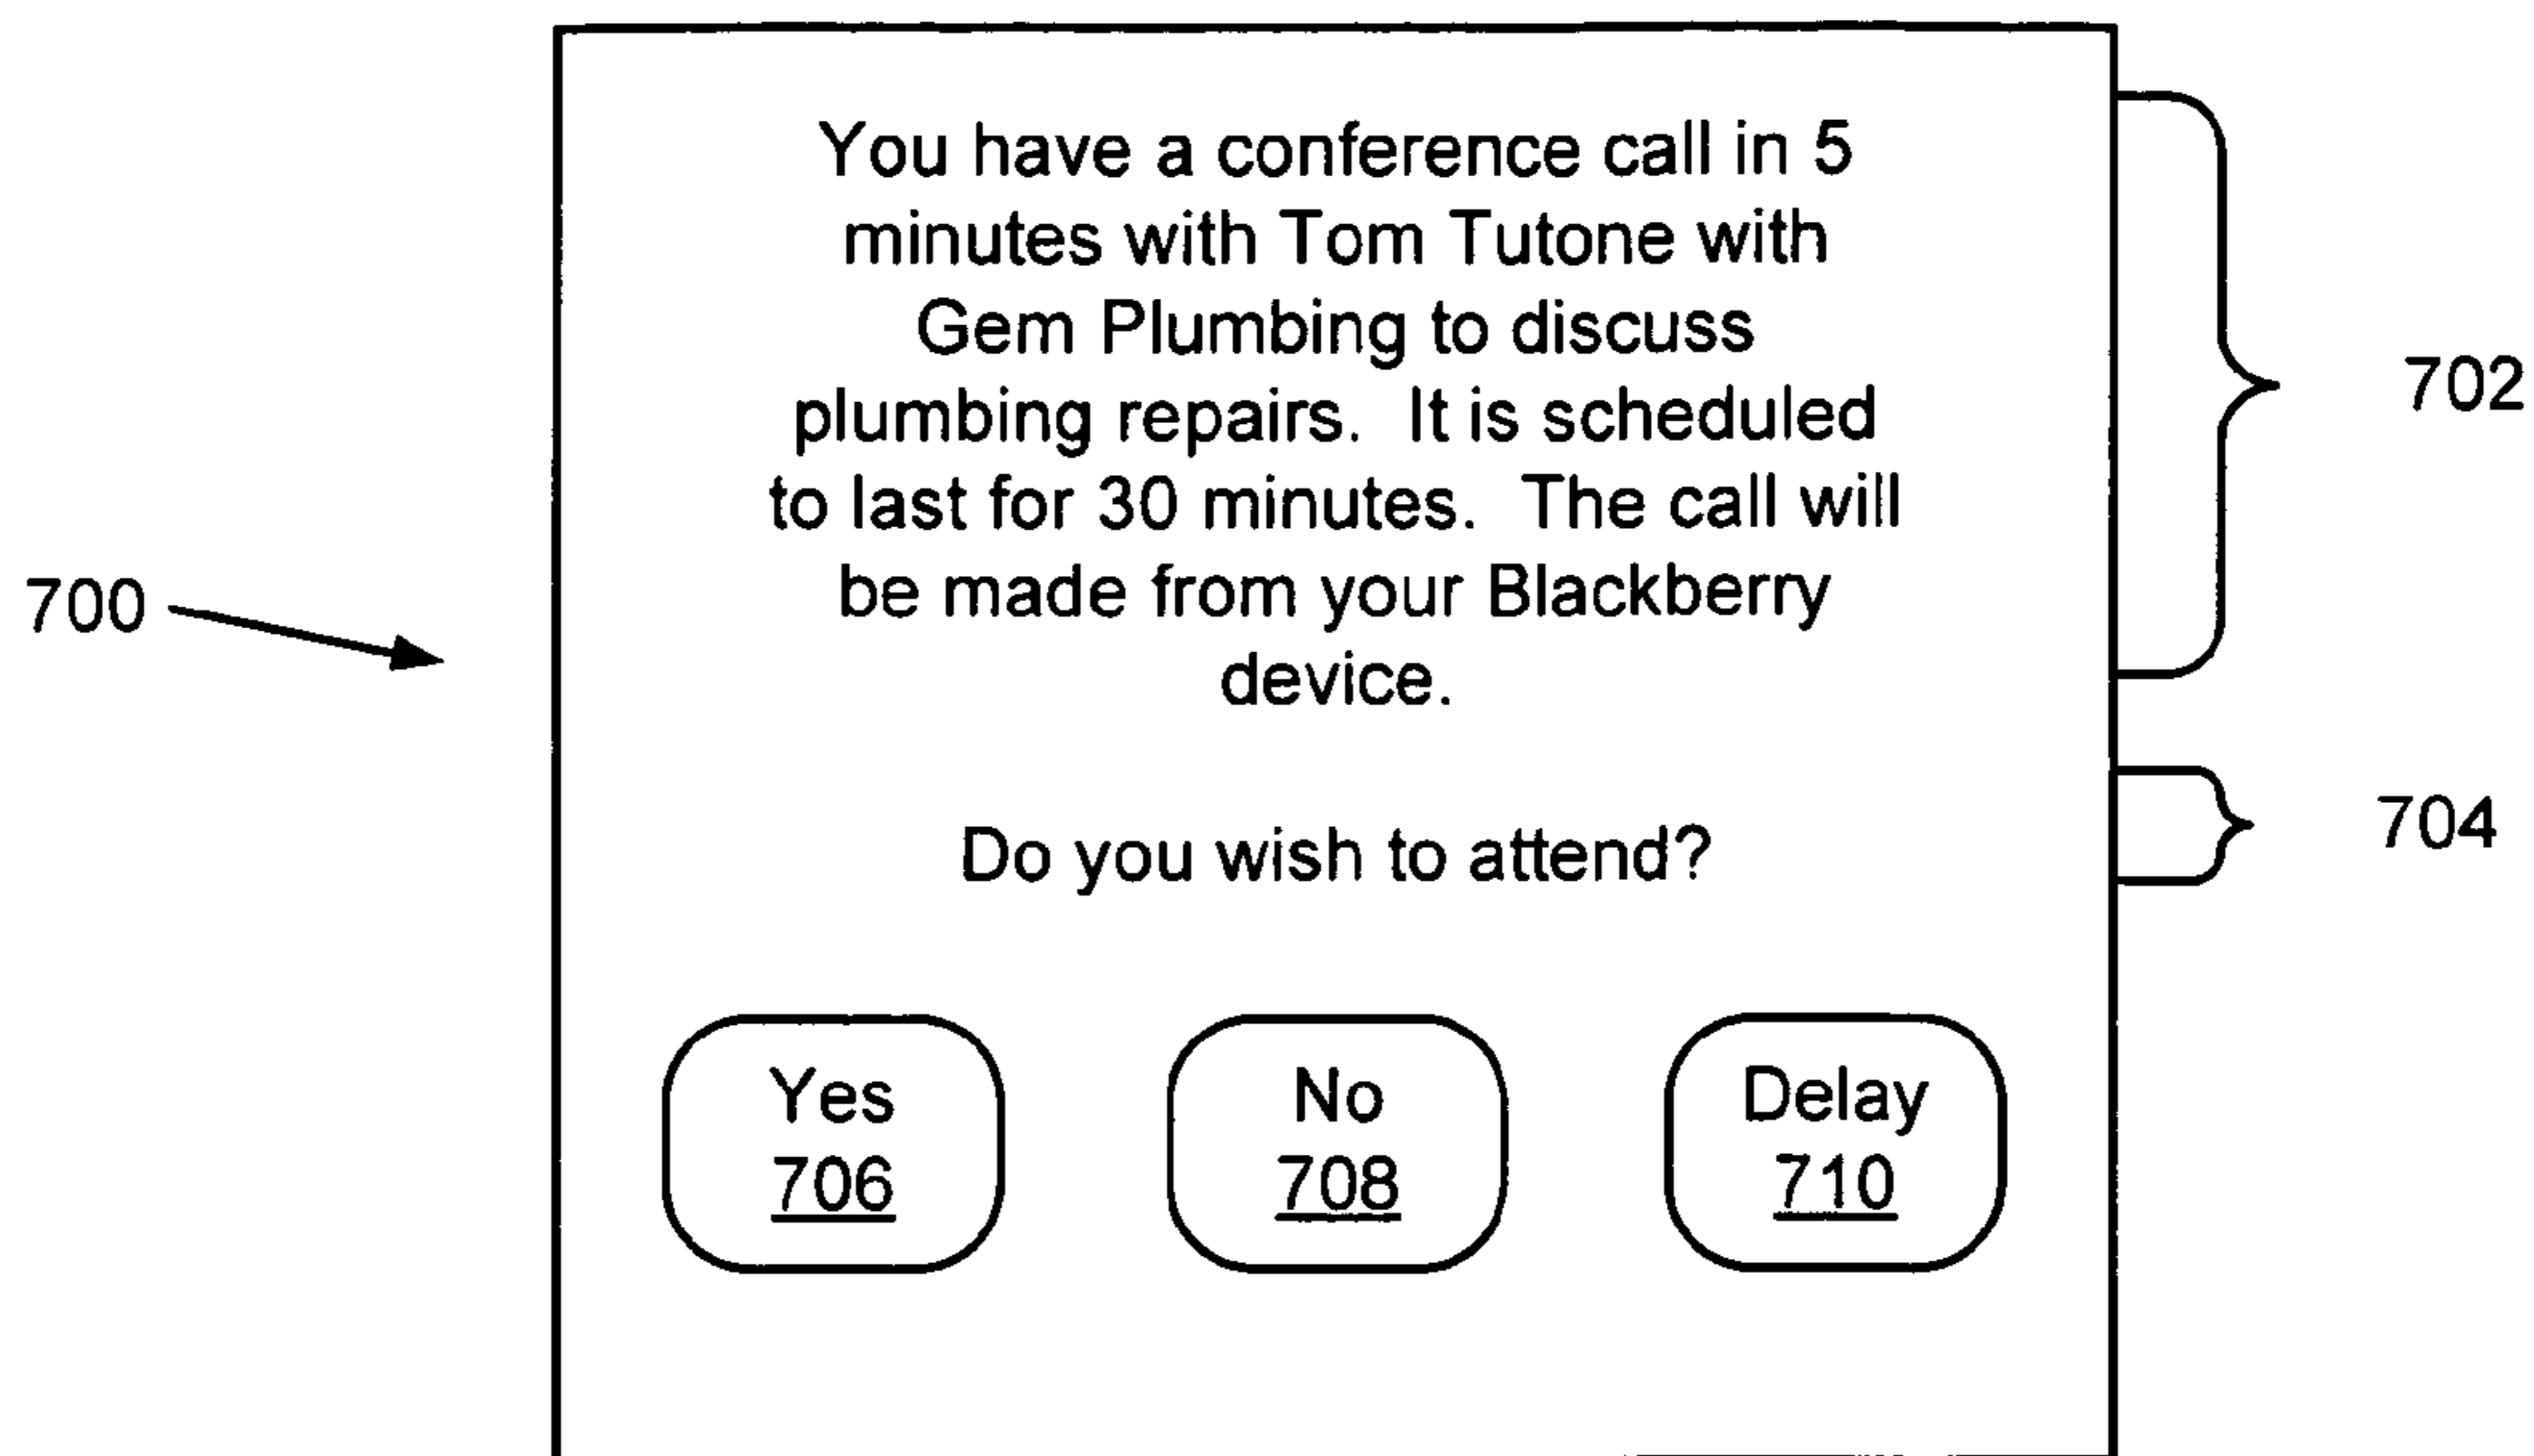 You have a conference call in 5
minutes with Tom Tutone with
Gem Plumbing to discuss
plumbing repairs.  It is scheduled
to last for 30 minutes.  The call will
be made from your Blackberry
device.
702
700
Do you wish to attend?
704
Yes
706
No
708
Delay
710